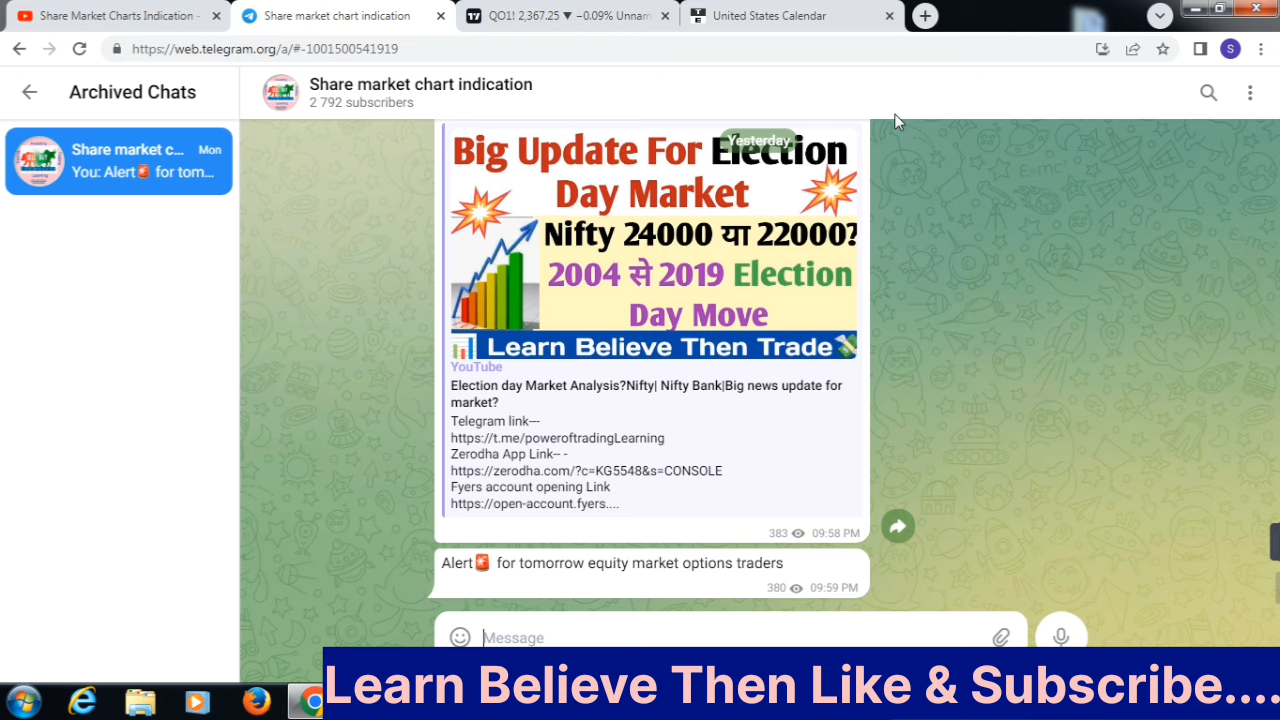 Share Market Charts Indication -
Share market chart indication
QO1! 2,367.25 ▼ −0.09% Unnam
United States Calendar
https://web.telegram.org/a/#-1001500541919
S
Archived Chats
Share market chart indication
2 792 subscribers
Share market c... Mon
You: Alert🚨 for tom...
Yesterday
Big Update For Election
Day Market
Nifty 24000 या 22000?
2004 से 2019 Election
Day Move
Learn Believe Then Trade
YouTube
Election day Market Analysis?Nifty| Nifty Bank|Big news update for
market?
Telegram link---
https://t.me/poweroftradingLearning
Zerodha App Link-- -
https://zerodha.com/?c=KG5548&s=CONSOLE
Fyers account opening Link
https://open-account.fyers....
383 09:58 PM
Alert🚨 for tomorrow equity market options traders
380 09:59 PM
Message
Learn Believe Then Like & Subscribe....